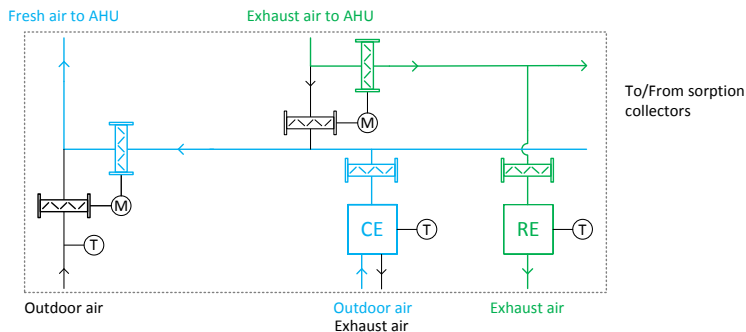 Fresh air to AHU
Exhaust air to AHU
To/From sorption
collectors
M
M
T
CE
T
RE
T
Outdoor air
Outdoor air
Exhaust air
Exhaust air